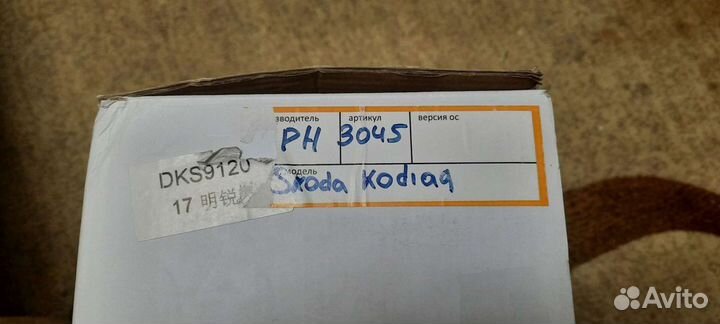 зводитель артикул версия ос
PH 3045
модель
Skoda Kodiaq
DKS9120
17 明锐
Avito